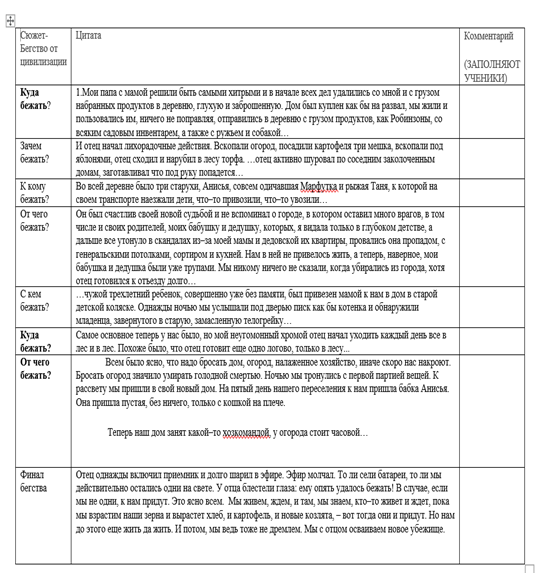 Сюжет-
Бегство от
цивилизации
Цитата
Комментарий
(ЗАПОЛНЯЮТ
УЧЕНИКИ)
Куда
бежать?
1.Мои папа с мамой решили быть самыми хитрыми и в начале всех дел удалились со мной и с грузом
набранных продуктов в деревню, глухую и заброшенную. Дом был куплен как бы на развал, мы жили и
пользовались им, ничего не поправляя, отправились в деревню с грузом продуктов, как Робинзоны, со
всяким садовым инвентарем, а также с ружьем и собакой…
Зачем
бежать?
И отец начал лихорадочные действия. Вскопали огород, посадили картофеля три мешка, вскопали под
яблонями, отец сходил и нарубил в лесу торфа. …отец активно шуровал по соседним заколоченным
домам, заготавливал что под руку попадется…
К кому
бежать?
Во всей деревне было три старухи, Анисья, совсем одичавшая Марфутка и рыжая Таня, к которой на
своем транспорте наезжали дети, что–то привозили, что–то увозили…
От чего
бежать?
Он был счастлив своей новой судьбой и не вспоминал о городе, в котором оставил много врагов, в том
числе и своих родителей, моих бабушку и дедушку, которых, я видала только в глубоком детстве, а
дальше все утонуло в скандалах из–за моей мамы и дедовской их квартиры, провались она пропадом, с
генеральскими потолками, сортиром и кухней. Нам в ней не привелось жить, а теперь, наверное, мои
бабушка и дедушка были уже трупами. Мы никому ничего не сказали, когда убирались из города, хотя
отец готовился к отъезду долго…
С кем
бежать?
…чужой трехлетний ребенок, совершенно уже без памяти, был привезен мамой к нам в дом в старой
детской коляске. Однажды ночью мы услыхали под дверью писк как бы котенка и обнаружили
младенца, завернутого в старую, замасленную телогрейку…
Куда
бежать?
Самое основное теперь у нас было, но мой неутомонный хромой отец начал уходить каждый день все в
лес и в лес. Похоже было, что отец готовит еще одно логово, только в лесу...
От чего
бежать?
Всем было ясно, что надо бросать дом, огород, налаженное хозяйство, иначе скоро нас накроют.
Бросать огород значило умирать голодной смертью. Ночью мы тронулись с первой партией вещей. К
рассвету мы пришли в свой новый дом. На пятый день нашего переселения к нам пришла бабка Анисья.
Она пришла пустая, без ничего, только с кошкой на плече.
Теперь наш дом занят какой–то хозкомандой, у огорода стоит часовой…
Финал
бегства
Отец однажды включил приемник и долго шарил в эфире. Эфир молчал. То ли сели батареи, то ли мы
действительно остались одни на свете. У отца блестели глаза: ему опять удалось бежать! В случае, если
мы не одни, к нам придут. Это ясно всем. Мы живем, ждем, и там, мы знаем, кто–то живет и ждет, пока
мы взрастим наши зерна и вырастет хлеб, и картофель, и новые козлята, – вот тогда они и придут. Но нам
до этого еще жить да жить. И потом, мы ведь тоже не дремлем. Мы с отцом осваиваем новое убежище.